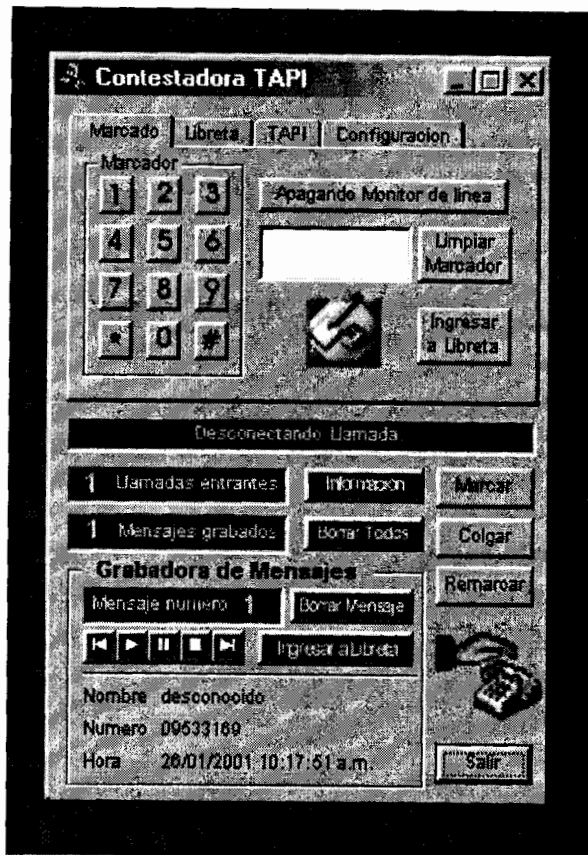 Contestadora TAPI
Marcado Libreta TAPI Configuracion
Marcador
1 2 3
4 5 6
7 8 9
* 0 #
Apagando Monitor de linea
Limpiar
Marcador
Ingresar
a Libreta
Desconectando Llamada
1 Llamadas entrantes
Informacion
Marcar
1 Mensajes grabados
Borrar Todos
Colgar
Grabadora de Mensajes
Remarcar
Mensaje numero 1
Borrar Mensaje
Ingresar a Libreta
Nombre desconocido
Numero 09533169
Hora 26/01/2001 10:17:51 a.m.
Salir